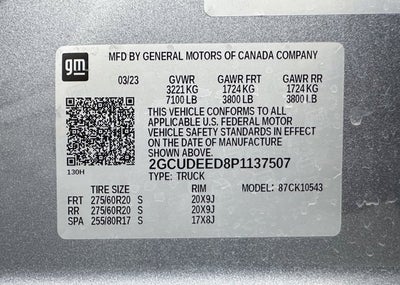 gm
MFD BY GENERAL MOTORS OF CANADA COMPANY
03/23 GVWR GAWR FRT GAWR RR
3221 KG 1724 KG 1724 KG
7100 LB 3800 LB 3800 LB
THIS VEHICLE CONFORMS TO ALL
APPLICABLE U.S. FEDERAL MOTOR
VEHICLE SAFETY STANDARDS IN EFFECT
ON THE DATE OF MANUFACTURE
SHOWN ABOVE.
130H
2GCUDEED8P1137507
TYPE: TRUCK
TIRE SIZE RIM MODEL: 87CK10543
FRT 275/60R20 S 20X9J
RR 275/60R20 S 20X9J
SPA 255/80R17 S 17X8J